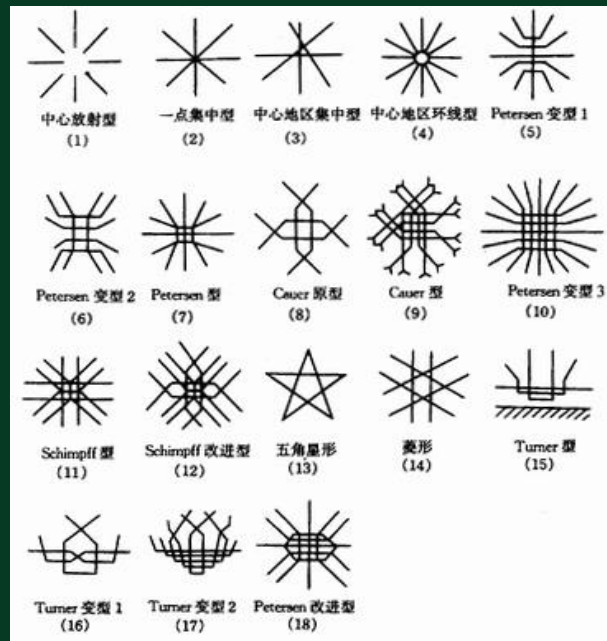 中心放射型 一点集中型 中心地区集中型 中心地区环线型 Petersen 变型 1
(1) (2) (3) (4) (5)
Petersen 变型 2 Petersen 型 Cauer 原型 Cauer 型 Petersen 变型 3
(6) (7) (8) (9) (10)
Schimpff 型 Schimpff 改进型 五角星形 菱形 Turner 型
(11) (12) (13) (14) (15)
Turner 变型 1 Turner 变型 2 Petersen 改进型
(16) (17) (18)